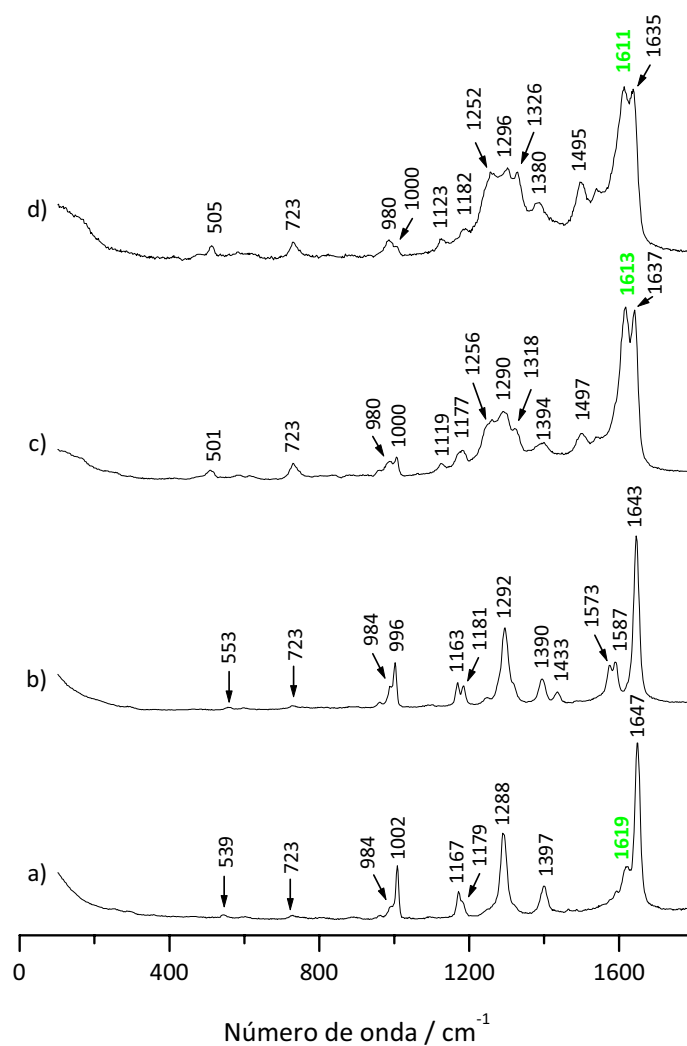 d) 505 723 980 1000 1123 1182 1252 1296 1326 1380 1495 1611 1635
c) 501 723 980 1000 1119 1177 1256 1290 1318 1394 1497 1613 1637
b) 553 723 984 996 1163 1181 1292 1390 1433 1573 1587 1643
a) 539 723 984 1002 1167 1179 1288 1397 1619 1647
0 400 800 1200 1600
Número de onda / cm⁻¹